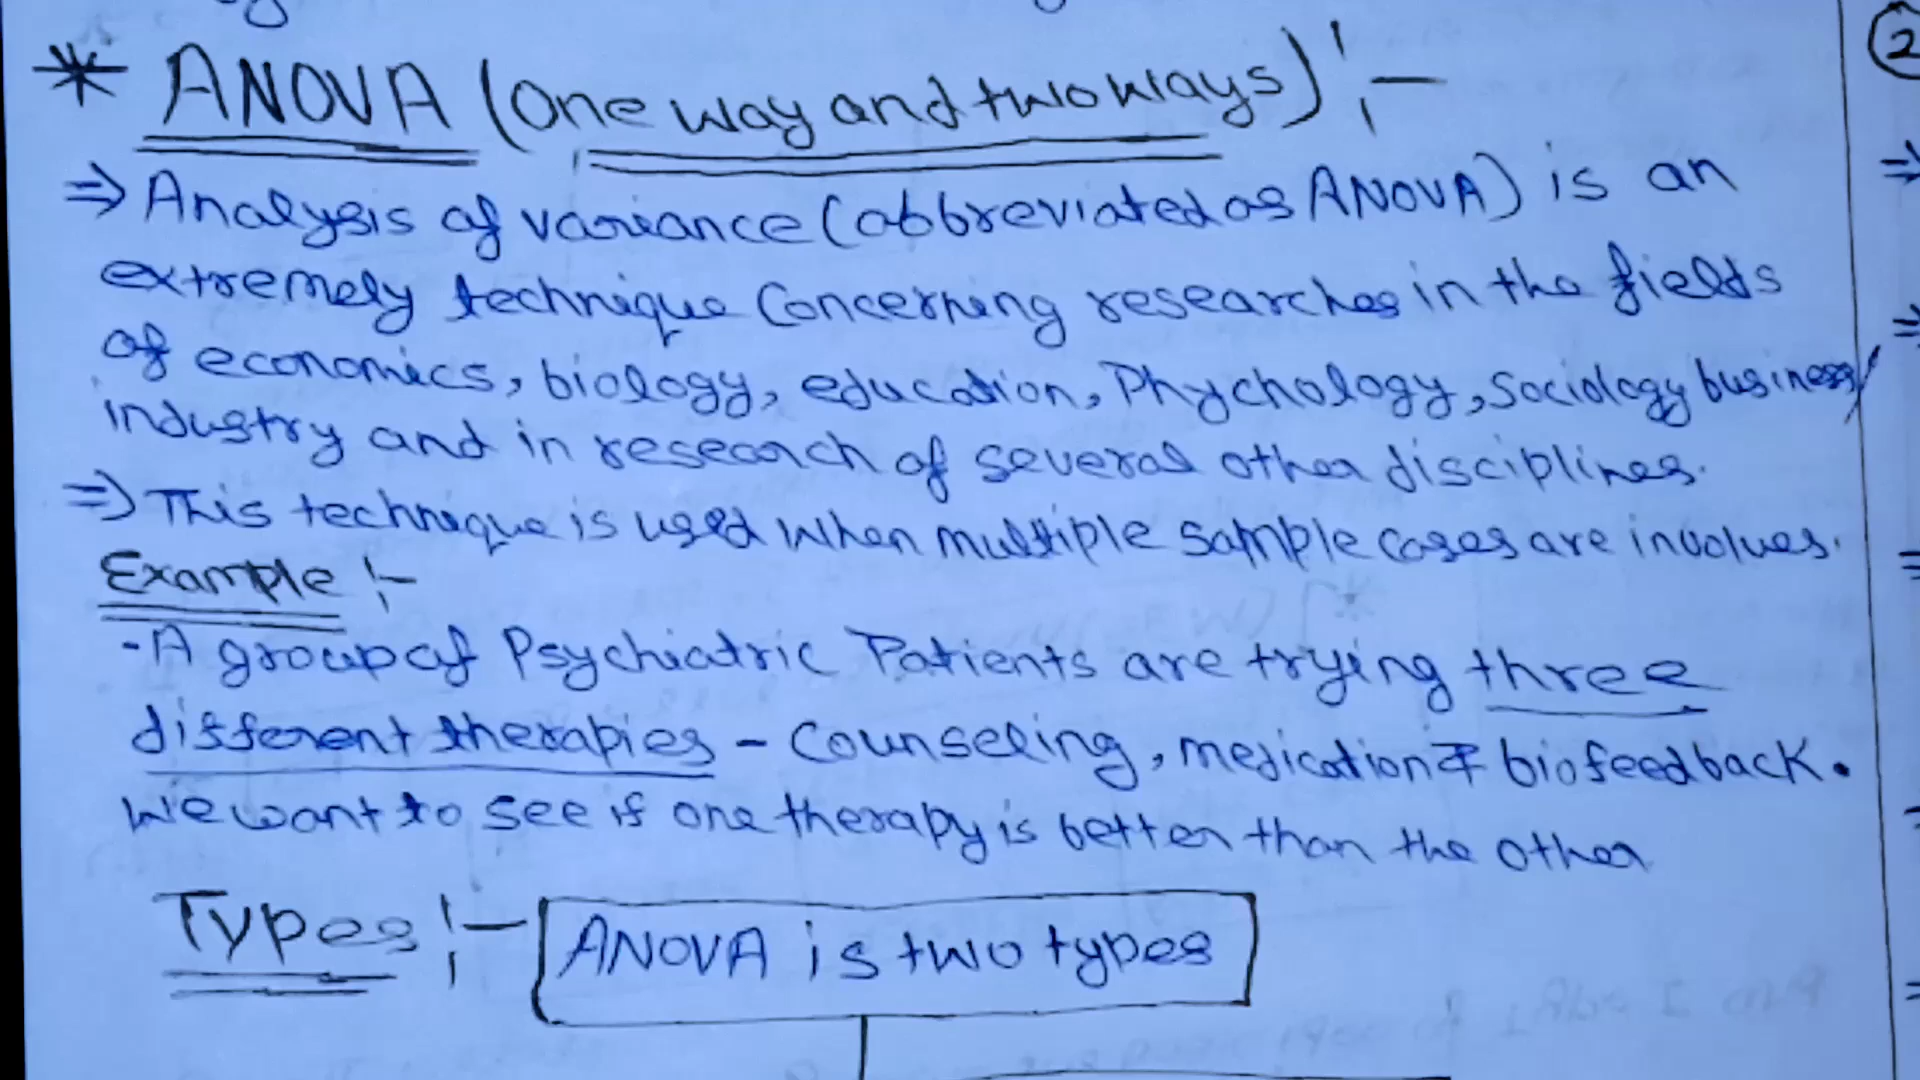 * ANOVA (one way and two ways) :-
⇒ Analysis of variance (abbreviated as ANOVA) is an
extremely technique Concerning researches in the fields
of economics, biology, education, Phychology, Sociology business/
industry and in research of several other disciplines.
⇒ This technique is used when multiple sample cases are involves.
Example :-
- A group of Psychiatric Patients are trying three
different therapies - Counseling, medication & biofeedback.
We want to see if one therapy is better than the other
Types :- ANOVA is two types
2